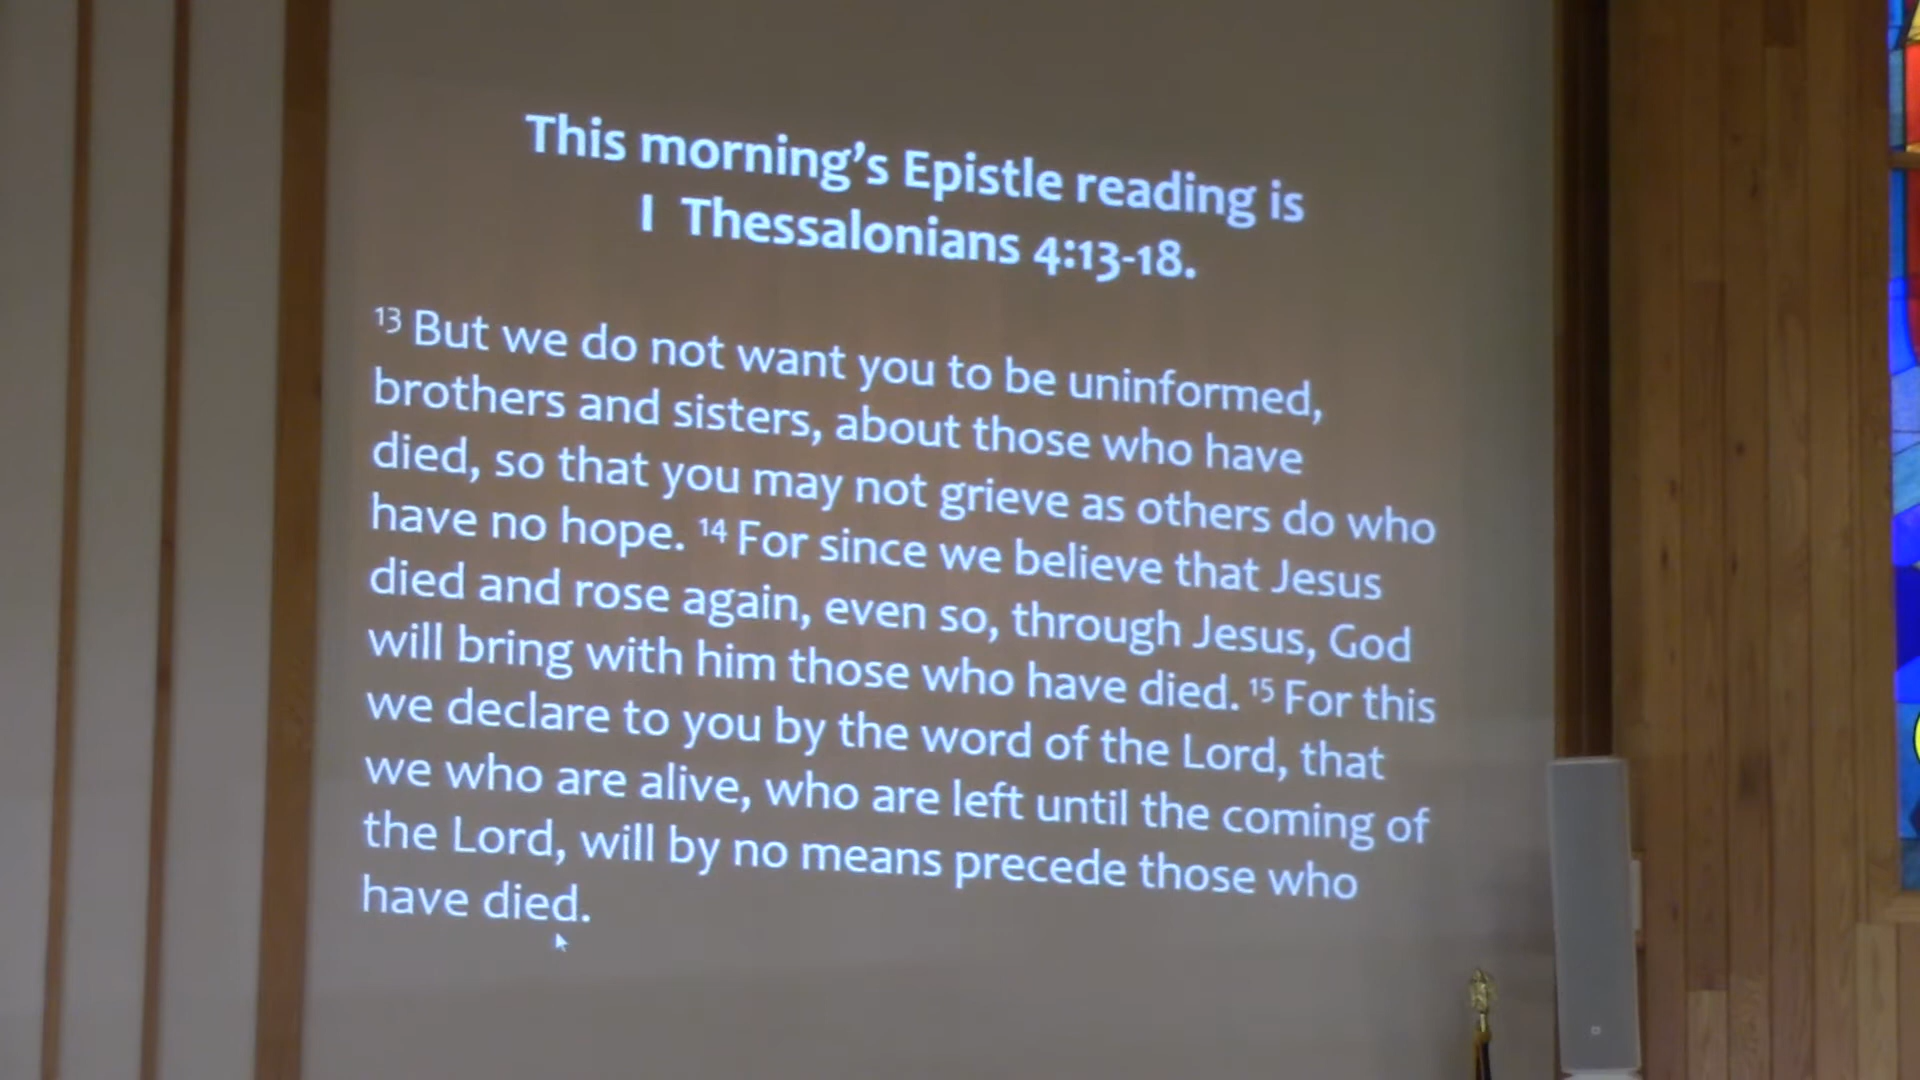 This morning’s Epistle reading is
I Thessalonians 4:13-18.
13 But we do not want you to be uninformed,
brothers and sisters, about those who have
died, so that you may not grieve as others do who
have no hope. 14 For since we believe that Jesus
died and rose again, even so, through Jesus, God
will bring with him those who have died. 15 For this
we declare to you by the word of the Lord, that
we who are alive, who are left until the coming of
the Lord, will by no means precede those who
have died.